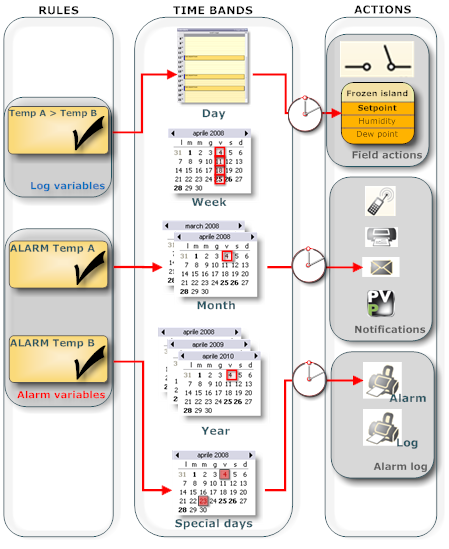 RULES
TIME BANDS
ACTIONS
Temp A > Temp B
Log variables
ALARM Temp A
ALARM Temp B
Alarm variables
Day
aprile 2008
l m m g v s d
31 1 2 3 4 5 6
7 8 9 10 11 12 13
14 15 16 17 18 19 20
21 22 23 24 25 26 27
28 29 30
Week
march 2008
aprile 2008
l m m g v s d
31 1 2 3 4 5 6
7 8 9 10 11 12 13
14 15 16 17 18 19 20
21 22 23 24 25 26 27
28 29 30
Month
aprile 2008
aprile 2009
aprile 2010
l m m g v s d
31 1 2 3 4 5 6
7 8 9 10 11 12 13
14 15 16 17 18 19 20
21 22 23 24 25 26 27
28 29 30
Year
aprile 2008
l m m g v s d
31 1 2 3 4 5 6
7 8 9 10 11 12 13
14 15 16 17 18 19 20
21 22 23 24 25 26 27
28 29 30
Special days
Frozen island
Setpoint
Humidity
Dew point
Field actions
PV
P
Notifications
Alarm
Log
Alarm log